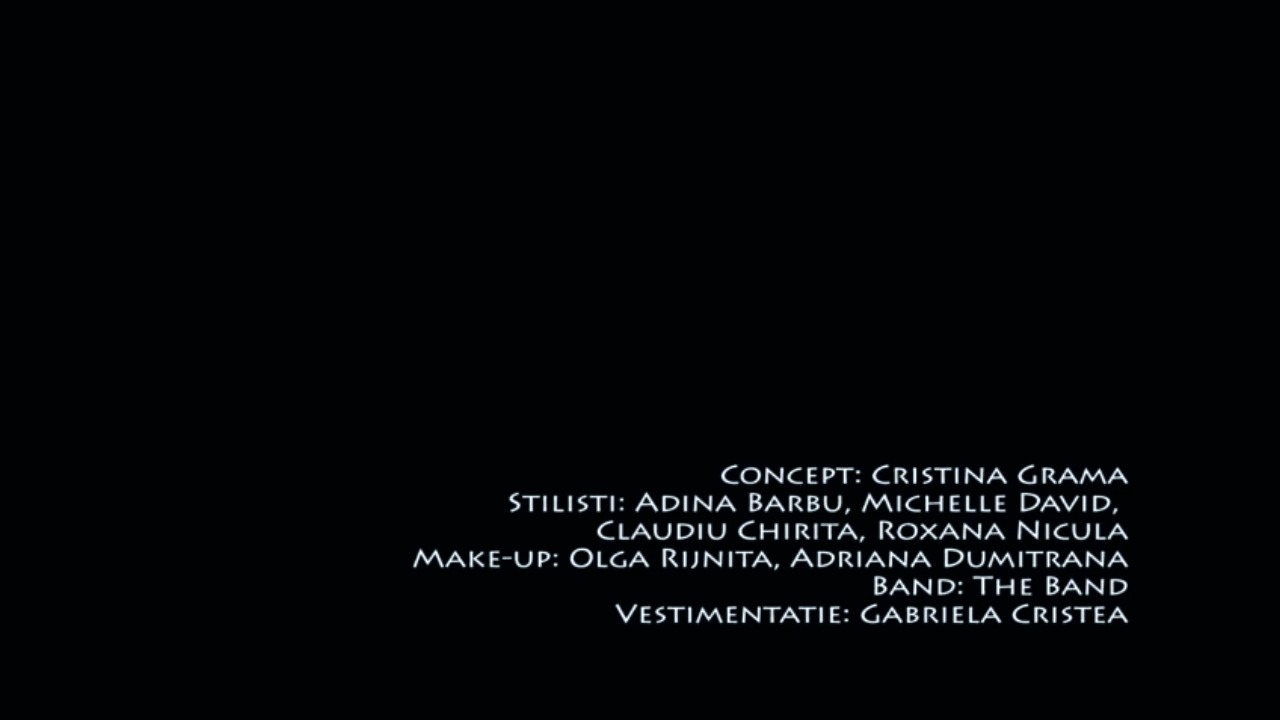 Concept: Cristina Grama
Stilisti: Adina Barbu, Michelle David,
Claudiu Chirita, Roxana Nicula
Make-up: Olga Rijnita, Adriana Dumitrana
Band: The Band
Vestimentatie: Gabriela Cristea